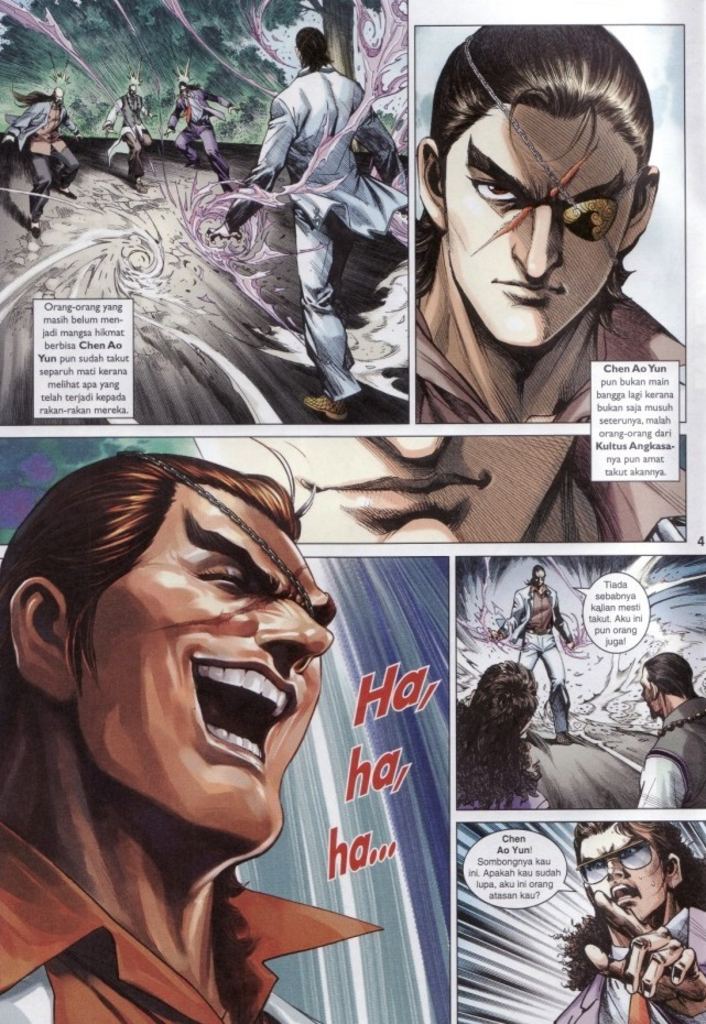 Orang-orang yang
masih belum men-
jadi mangsa hikmat
berbisa Chen Ao
Yun pun sudah takut
separuh mati kerana
melihat apa yang
telah terjadi kepada
rakan-rakan mereka.
Chen Ao Yun
pun bukan main
bangga lagi kerana
bukan saja musuh
seterunya, malah
orang-orang dari
Kultus Angkasa-
nya pun amat
takut akannya.
4
Ha,
ha,
ha...
Tiada
sebabnya
kalian mesti
takut. Aku ini
pun orang
juga!
Chen
Ao Yun!
Sombongnya kau
ini. Apakah kau sudah
lupa, aku ini orang
atasan kau?